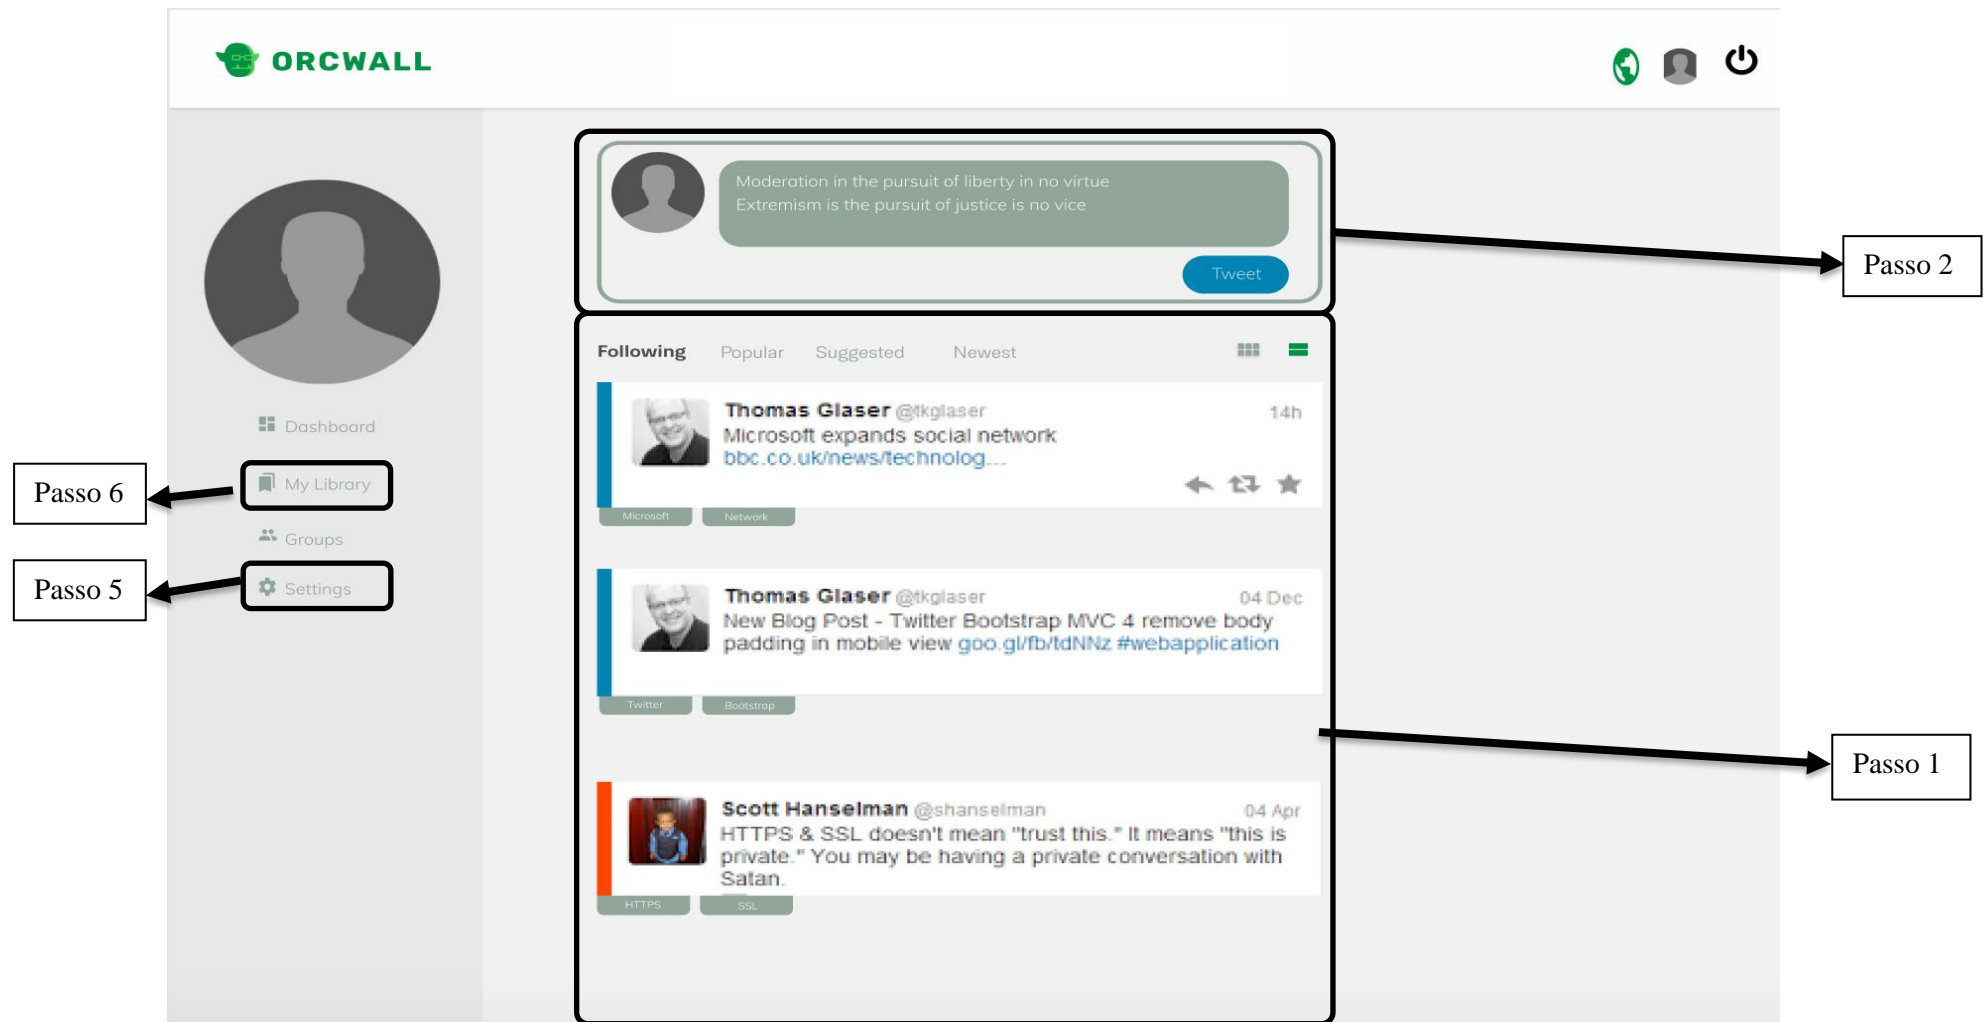 ORCWALL
Moderation in the pursuit of liberty in no virtue
Extremism is the pursuit of justice is no vice
Tweet
Passo 2
Following Popular Suggested Newest
Thomas Glaser @tkglaser 14h
Microsoft expands social network
bbc.co.uk/news/technolog...
Microsoft Network
Dashboard
My Library
Groups
Settings
Passo 6
Passo 5
Thomas Glaser @tkglaser 04 Dec
New Blog Post - Twitter Bootstrap MVC 4 remove body
padding in mobile view goo.gl/fb/tdNNz #webapplication
Twitter Bootstrap
Passo 1
Scott Hanselman @shanselman 04 Apr
HTTPS & SSL doesn't mean "trust this." It means "this is
private." You may be having a private conversation with
Satan.
HTTPS SSL